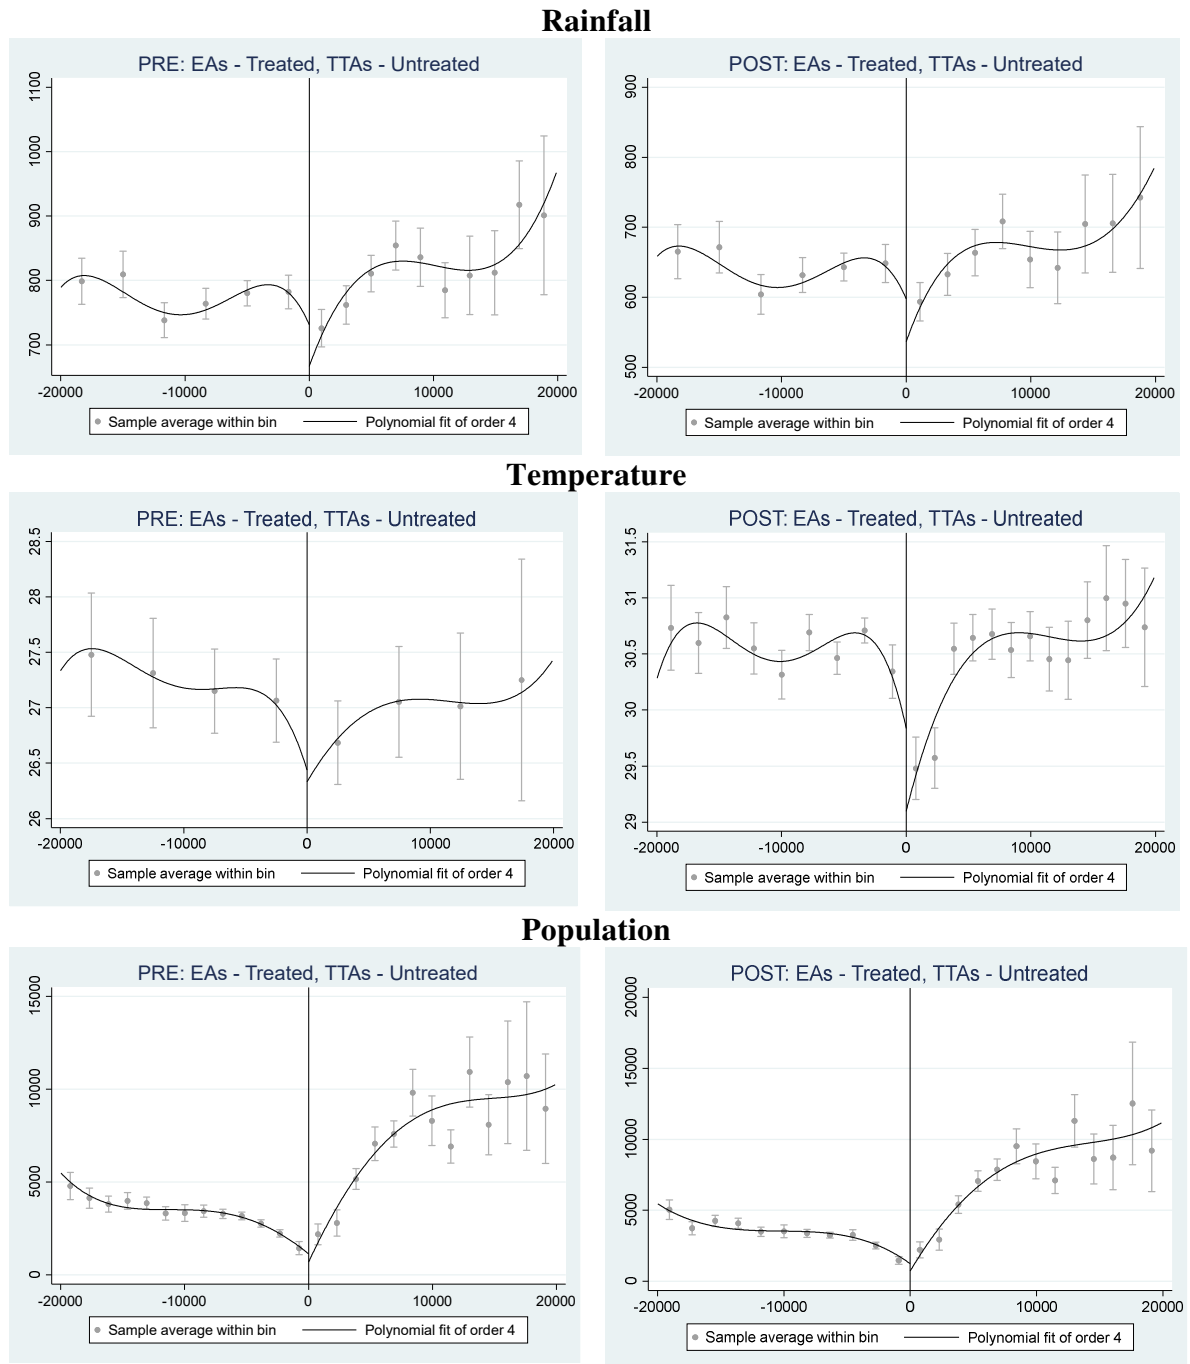 Rainfall
PRE: EAs - Treated, TTAs - Untreated
1100
1000
900
800
700
-20000 -10000 0 10000 20000
Sample average within bin Polynomial fit of order 4
POST: EAs - Treated, TTAs - Untreated
900
800
700
600
500
-20000 -10000 0 10000 20000
Sample average within bin Polynomial fit of order 4
Temperature
PRE: EAs - Treated, TTAs - Untreated
28.5
28
27.5
27
26.5
26
-20000 -10000 0 10000 20000
Sample average within bin Polynomial fit of order 4
POST: EAs - Treated, TTAs - Untreated
31.5
31
30.5
30
29.5
29
-20000 -10000 0 10000 20000
Sample average within bin Polynomial fit of order 4
Population
PRE: EAs - Treated, TTAs - Untreated
15000
10000
5000
0
-20000 -10000 0 10000 20000
Sample average within bin Polynomial fit of order 4
POST: EAs - Treated, TTAs - Untreated
20000
15000
10000
5000
0
-20000 -10000 0 10000 20000
Sample average within bin Polynomial fit of order 4